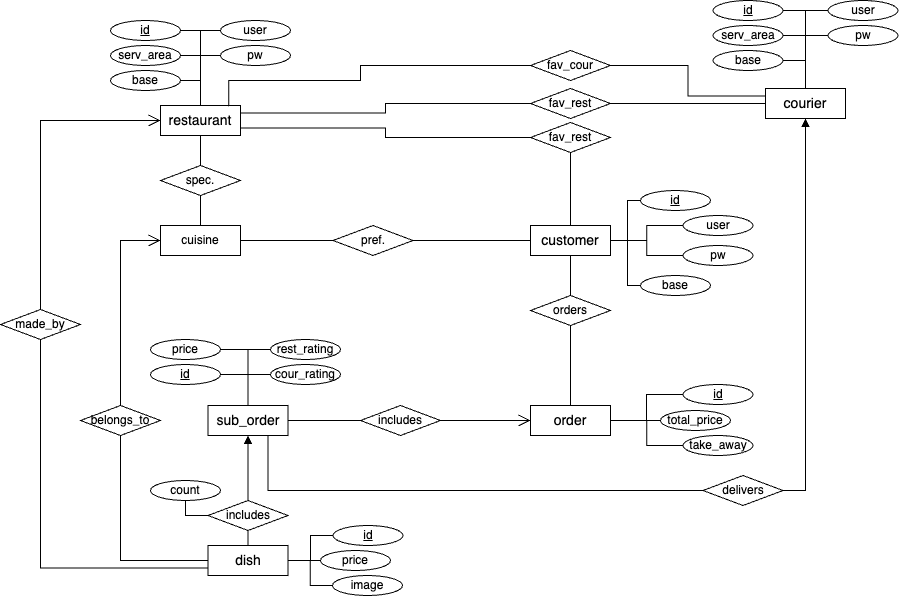 id
user
id
user
serv_area
pw
serv_area
pw
base
base
fav_cour
restaurant
fav_rest
courier
fav_rest
spec.
id
user
cuisine
pref.
customer
pw
base
made_by
orders
price
rest_rating
id
cour_rating
id
belongs_to
sub_order
includes
order
total_price
take_away
count
delivers
includes
id
dish
price
image